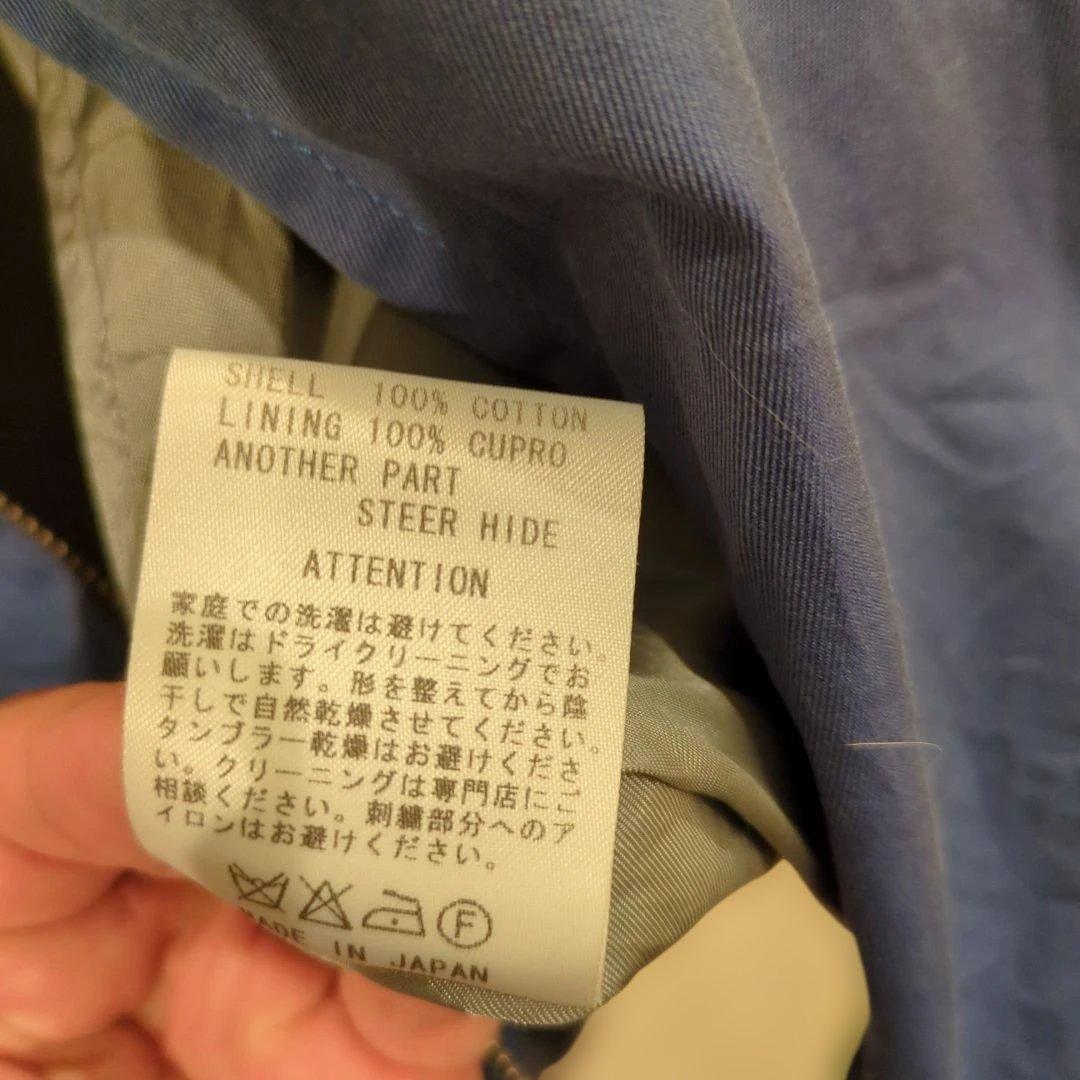 SHELL 100% COTTON
LINING 100% CUPRO
ANOTHER PART
STEER HIDE
ATTENTION
家庭での洗濯は避けてください。
洗濯はドライクリーニングでお
願いします。形を整えてから陰
干しで自然乾燥させてください。
タンブラー乾燥はお避けくださ
い。クリーニングは専門店にご
相談ください。刺繍部分へのア
イロンはお避けください。
F
MADE IN JAPAN